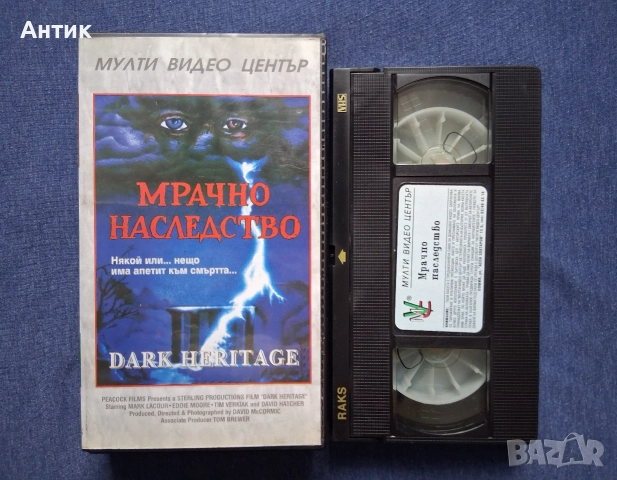 Антик
МУЛТИ ВИДЕО ЦЕНТЪР
МРАЧНО
НАСЛЕДСТВО
Някой или... нещо
има апетит към смъртта...
DARK HERITAGE
PEACOCK FILMS Presents a STERLING PRODUCTIONS FILM "DARK HERITAGE"
Starring MARK LACOUR • EDDIE MOORE • TIM VERKIAK and DAVID HATCHER
Produced, Directed & Photographed by DAVID McCORMIC
Associate Producer TOM BREWER
VHS
RAKS
МУЛТИ ВИДЕО ЦЕНТЪР
Мрачно
наследство
BAZAR
bg